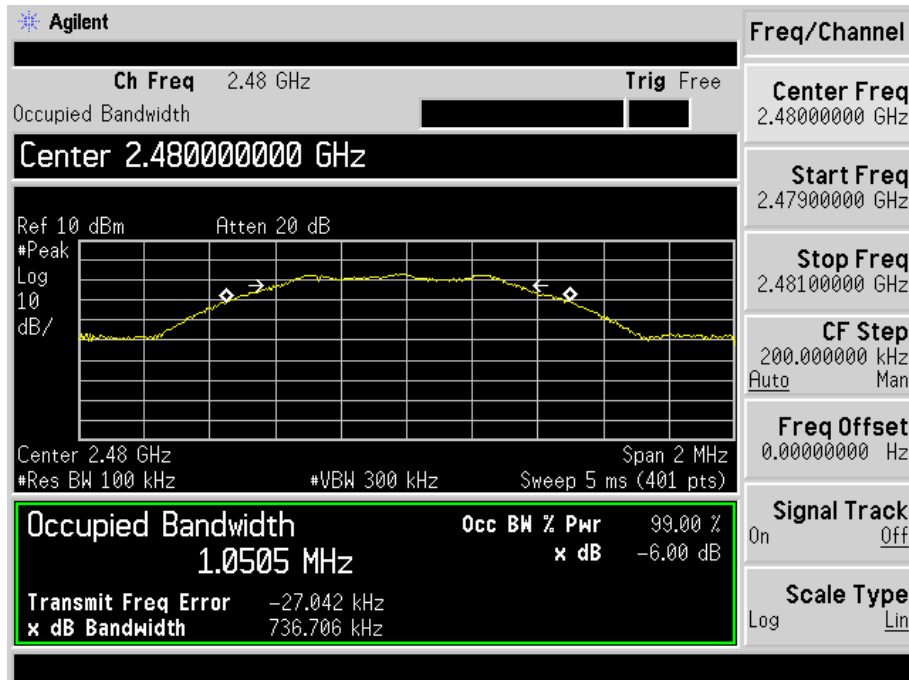 Agilent
Freq/Channel
Ch Freq 2.48 GHz Trig Free
Occupied Bandwidth
Center 2.480000000 GHz
Ref 10 dBm Atten 20 dB
#Peak
Log
10
dB/
Center 2.48 GHz Span 2 MHz
#Res BW 100 kHz #VBW 300 kHz Sweep 5 ms (401 pts)
Occupied Bandwidth Occ BW % Pwr 99.00 %
1.0505 MHz x dB -6.00 dB
Transmit Freq Error -27.042 kHz
x dB Bandwidth 736.706 kHz
Center Freq
2.48000000 GHz
Start Freq
2.47900000 GHz
Stop Freq
2.48100000 GHz
CF Step
200.000000 kHz
Auto Man
Freq Offset
0.00000000 Hz
Signal Track
On Off
Scale Type
Log Lin